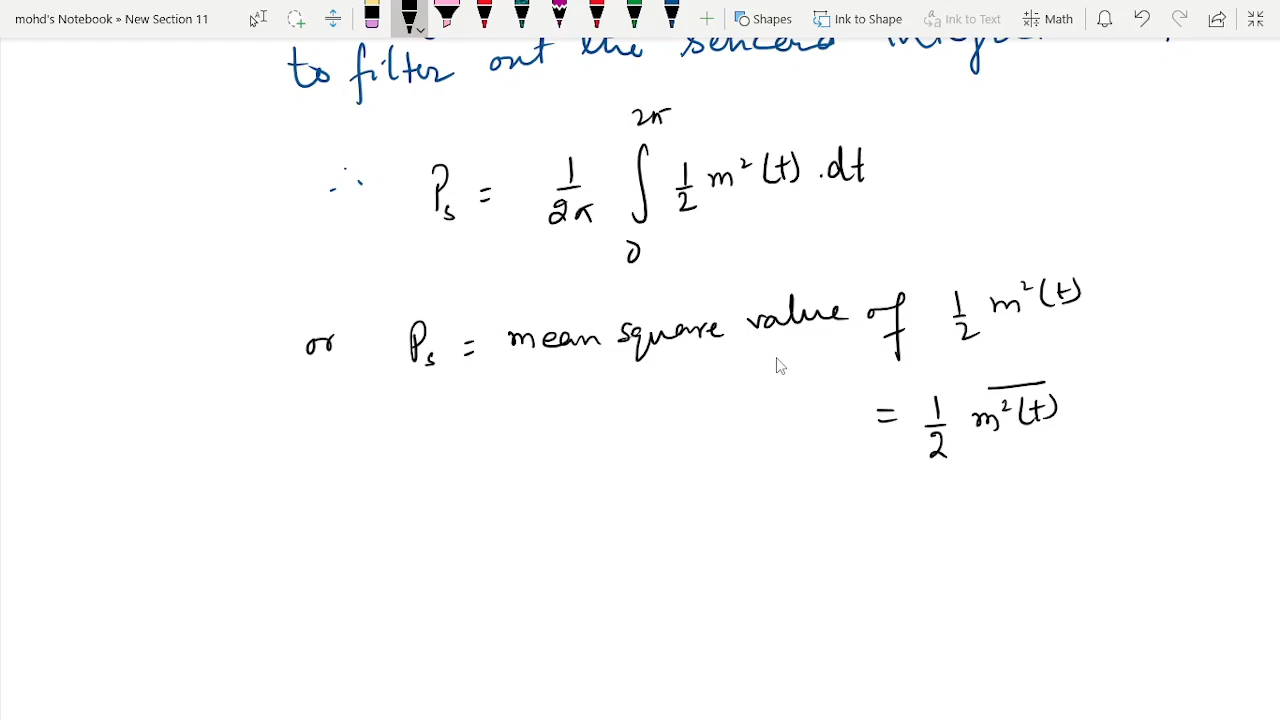 mohd's Notebook » New Section 11 Shapes Ink to Shape Ink to Text Math
to filter out the
∴ Pₛ = 1/2π ∫₀^2π 1/2 m²(t) .dt
or Pₛ = mean square value of 1/2 m²(t)
= 1/2 m̅²̅(̅t̅)̅